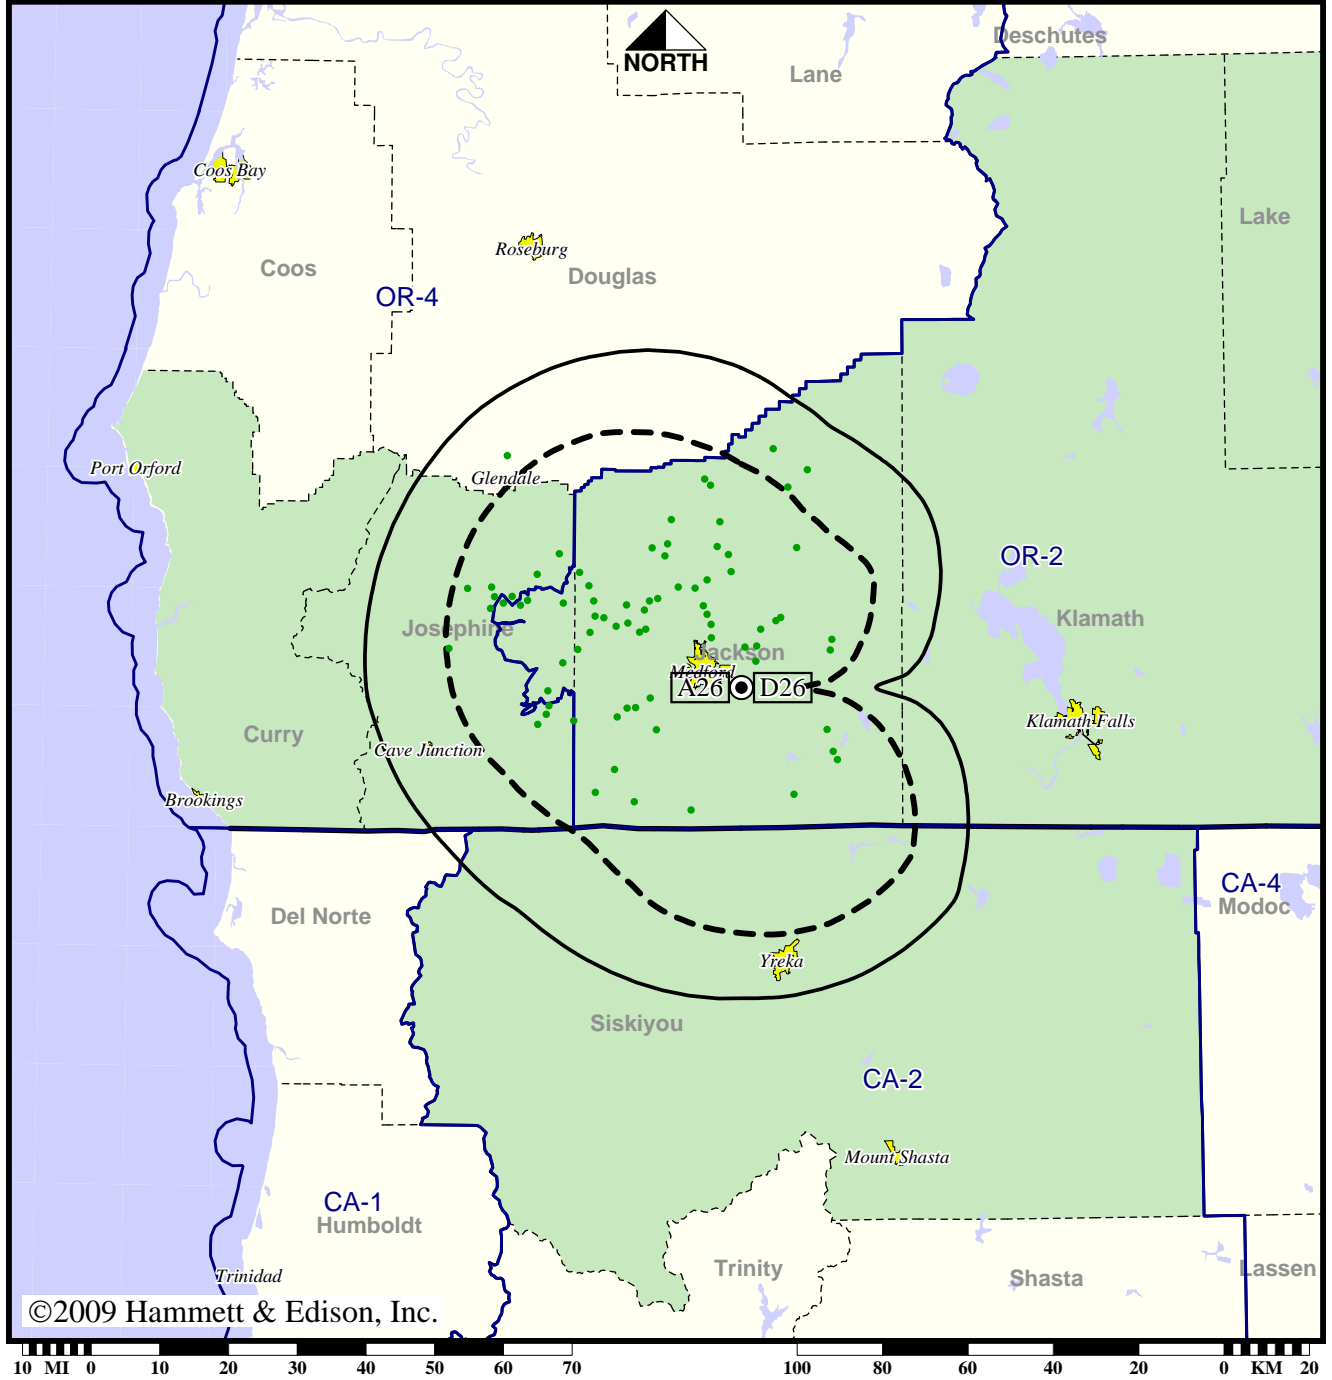 Deschutes
NORTH
Lane
Coos Bay
Lake
Roseburg
Coos
Douglas
OR-4
Port Orford
Glendale
OR-2
Klamath
Josephine
Jackson
Medford
A26 D26
Klamath Falls
Curry
Cave Junction
Brookings
CA-4
Modoc
Del Norte
Yreka
Siskiyou
CA-2
Mount Shasta
CA-1
Humboldt
Trinity
Lassen
Trinidad
Shasta
©2009 Hammett & Edison, Inc.
10 MI 0 10 20 30 40 50 60 70 100 80 60 40 20 0 KM 20